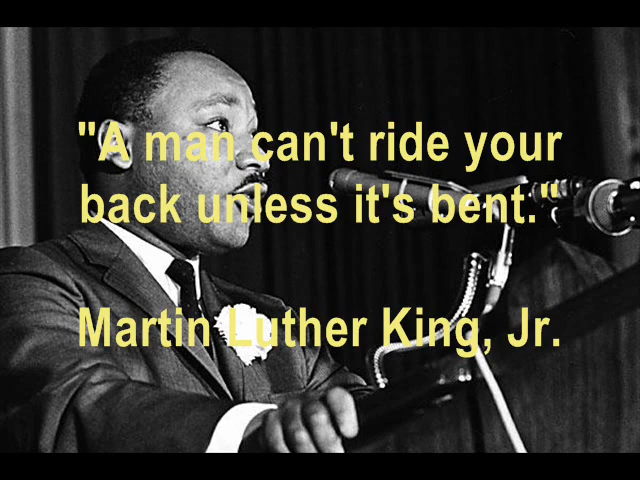 "A man can't ride your
back unless it's bent."
Martin Luther King, Jr.